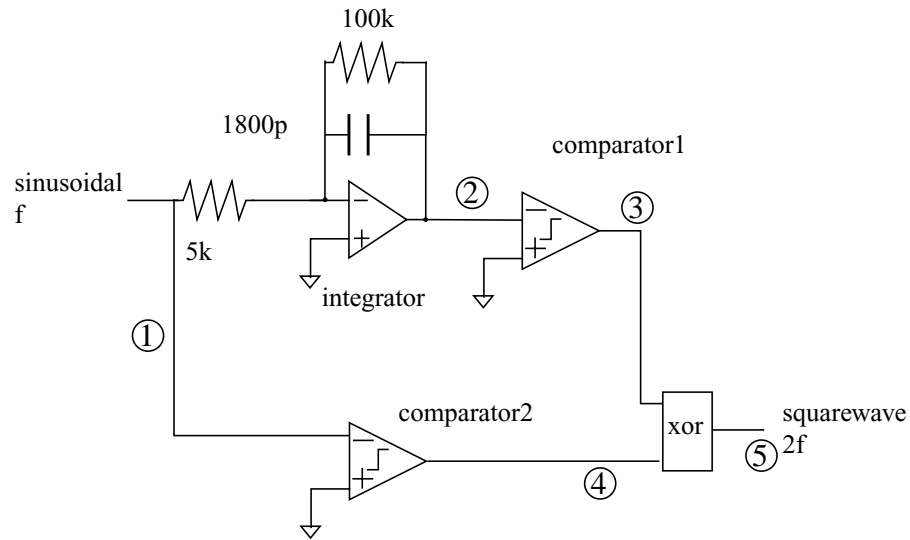 100k
1800p
comparator1
sinusoidal
f
②
③
5k
integrator
①
comparator2
xor
squarewave
2f
⑤
④